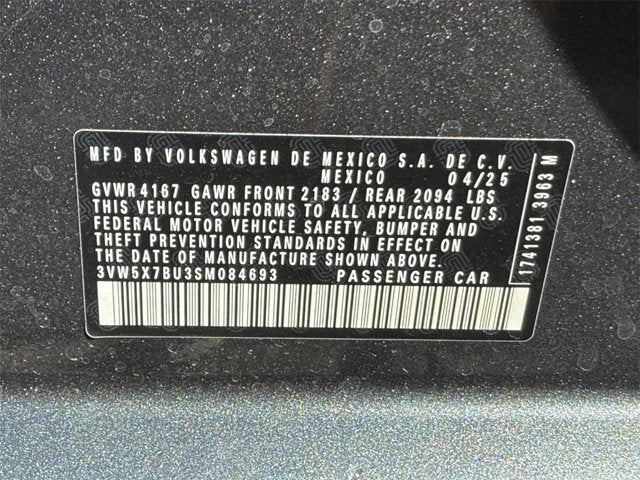 MFD BY VOLKSWAGEN DE MEXICO S.A. DE C.V.
MEXICO 04/25
GVWR 4167 GAWR FRONT 2183 / REAR 2094 LBS
THIS VEHICLE CONFORMS TO ALL APPLICABLE U.S.
FEDERAL MOTOR VEHICLE SAFETY, BUMPER AND
THEFT PREVENTION STANDARDS IN EFFECT ON
THE DATE OF MANUFACTURE SHOWN ABOVE.
3VW5X7BU3SM084693 PASSENGER CAR
1741381 3963 M